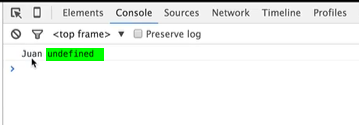 Elements Console Sources Network Timeline Profiles
<top frame> ▼ Preserve log
Juan undefined
>